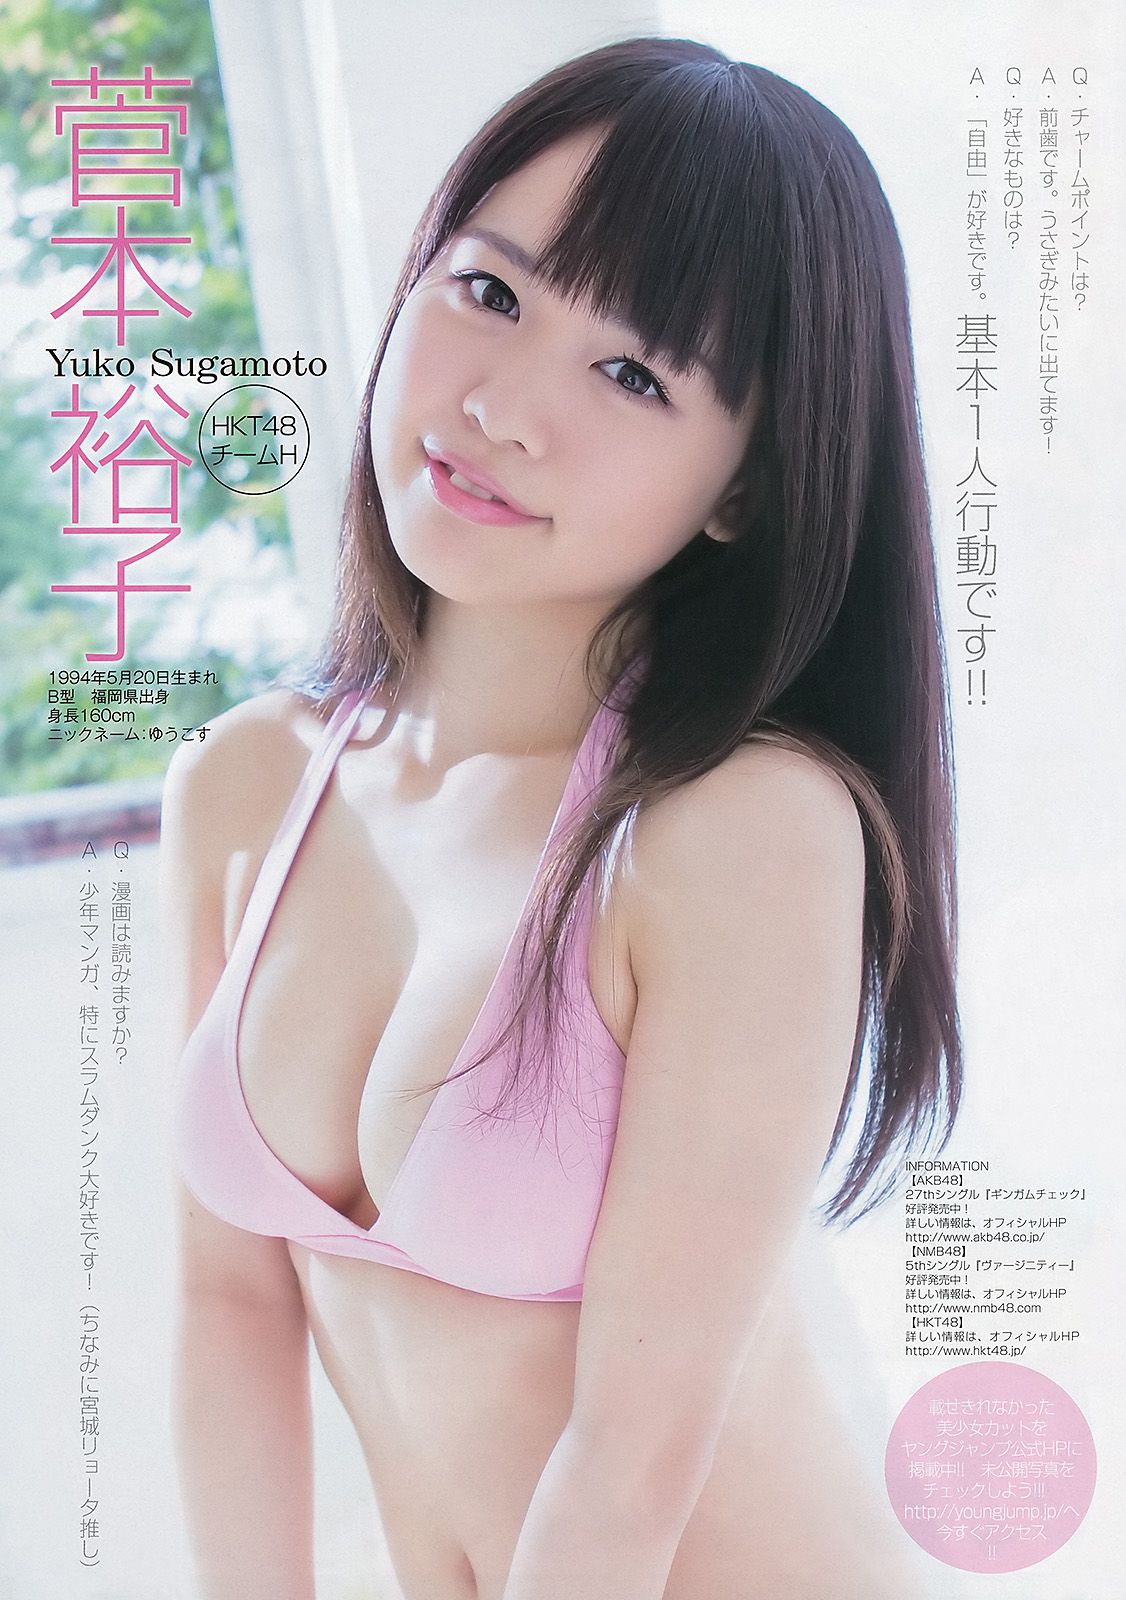 菅本裕子
Yuko Sugamoto
HKT48
チームH
1994年5月20日生まれ
B型　福岡県出身
身長160cm
ニックネーム：ゆうこす
Q・チャームポイントは？
A・前歯です。うさぎみたいに出てます！
Q・好きなものは？
A・「自由」が好きです。基本1人行動です!!
Q・漫画は読みますか？
A・少年マンガ、特にスラムダンク大好きです！（ちなみに宮城リョータ推し）
INFORMATION
【AKB48】
27thシングル『ギンガムチェック』
好評発売中！
詳しい情報は、オフィシャルHP
http://www.akb48.co.jp/
【NMB48】
5thシングル『ヴァージニティー』
好評発売中！
詳しい情報は、オフィシャルHP
http://www.nmb48.com
【HKT48】
詳しい情報は、オフィシャルHP
http://www.hkt48.jp/
載せきれなかった
美少女カットを
ヤングジャンプ公式HPに
掲載中!!　未公開写真を
チェックしよう!!!
http://youngjump.jp/へ
今すぐアクセス
!!